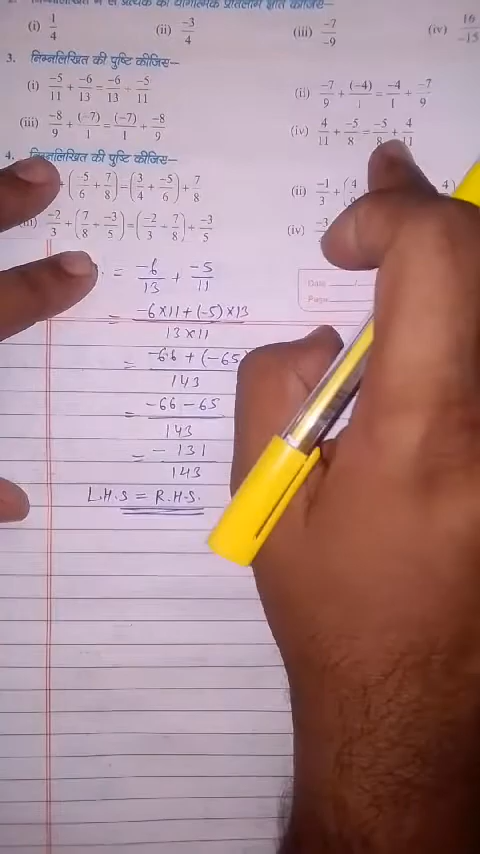 2. निम्नलिखित में से प्रत्येक का योगात्मक प्रतिलोम ज्ञात कीजिए—
(i) 1/4 (ii) -3/4 (iii) -7/-9 (iv) 16/-15
3. निम्नलिखित की पुष्टि कीजिए—
(i) -5/11 + -6/13 = -6/13 + -5/11 (ii) -7/9 + (-4)/1 = -4/1 + -7/9
(iii) -8/9 + (-7)/1 = (-7)/1 + -8/9 (iv) 4/11 + -5/8 = -5/8 + 4/11
4. निम्नलिखित की पुष्टि कीजिए—
+ (-5/6 + 7/8) = (3/4 + -5/6) + 7/8 (ii) -1/3 + (4/
-2/3 + (7/8 + -3/5) = (-2/3 + 7/8) + -3/5 (iv) -3/
Date
Page
= -6/13 + -5/11
= -6×11 + (-5)×13 / 13×11
= -66 + (-65) / 143
= -66 - 65 / 143
= -131 / 143
L.H.S = R.H.S.